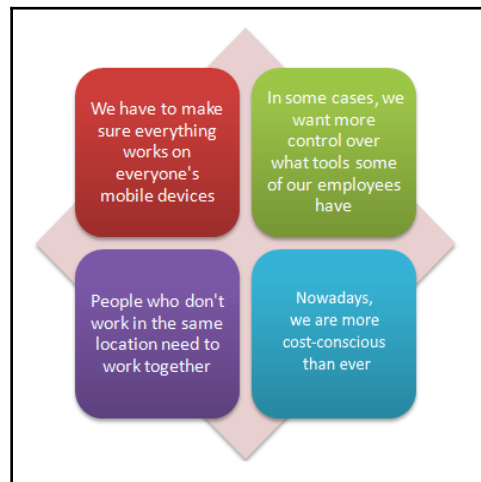 We have to make
sure everything
works on
everyone's
mobile devices
In some cases, we
want more
control over
what tools some
of our employees
have
People who don't
work in the same
location need to
work together
Nowadays,
we are more
cost-conscious
than ever